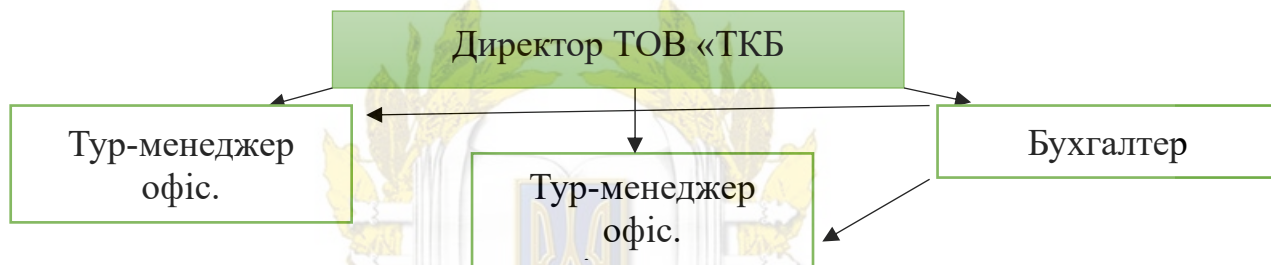 Директор ТОВ «ТКБ
Тур-менеджер
офіс.
Тур-менеджер
офіс.
Бухгалтер